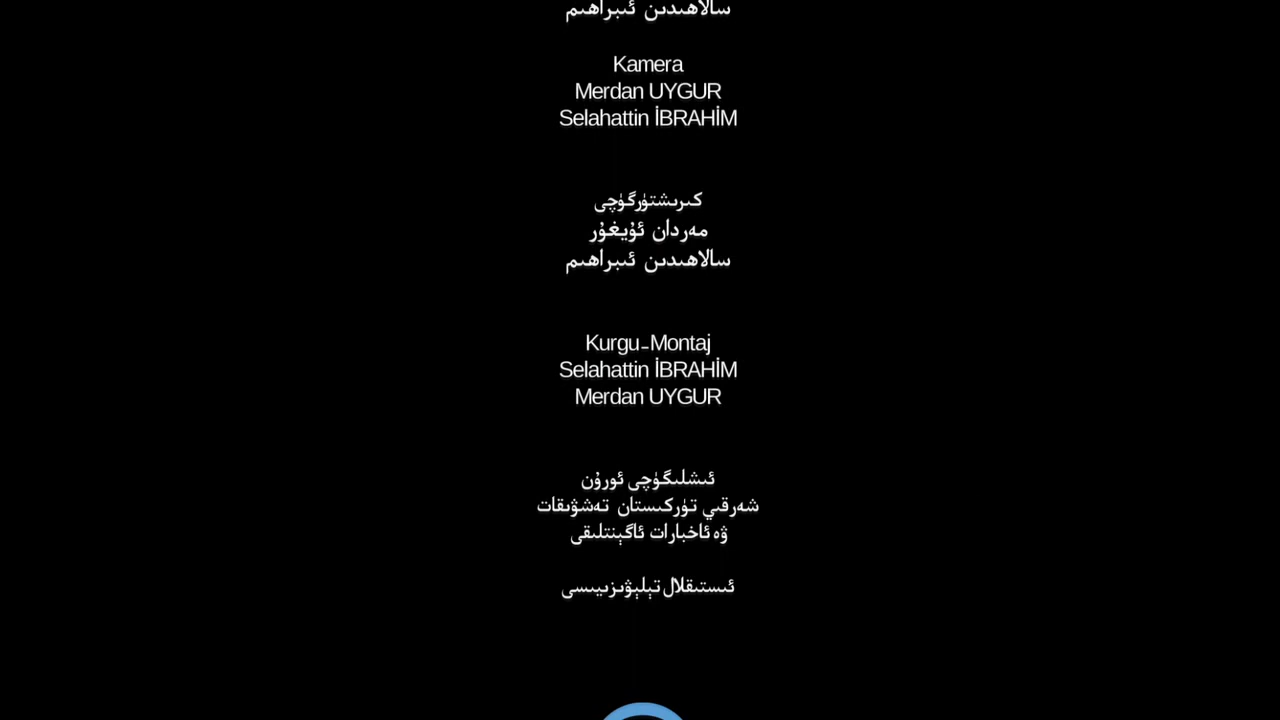 سالاھىدىن ئىبراھىم
Kamera
Merdan UYGUR
Selahattin İBRAHİM
كىرىشتۈرگۈچى
مەردان ئۇيغۇر
سالاھىدىن ئىبراھىم
Kurgu-Montaj
Selahattin İBRAHİM
Merdan UYGUR
ئىشلىگۈچى ئورۇن
شەرقىي تۈركىستان تەشۋىقات
ۋە ئاخبارات ئاگېنتلىقى
ئىستىقلال تېلېۋىزىيىسى